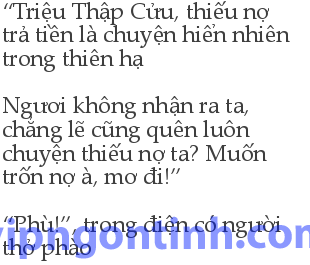 “Triệu Thập Cửu, thiếu nợ
trả tiền là chuyện hiển nhiên
trong thiên hạ
Ngươi không nhận ra ta,
chẳng lẽ cũng quên luôn
chuyện thiếu nợ ta? Muốn
trốn nợ à, mơ đi!”
“Phù!”, trong điện có người
thở phào
vipngontinh.com